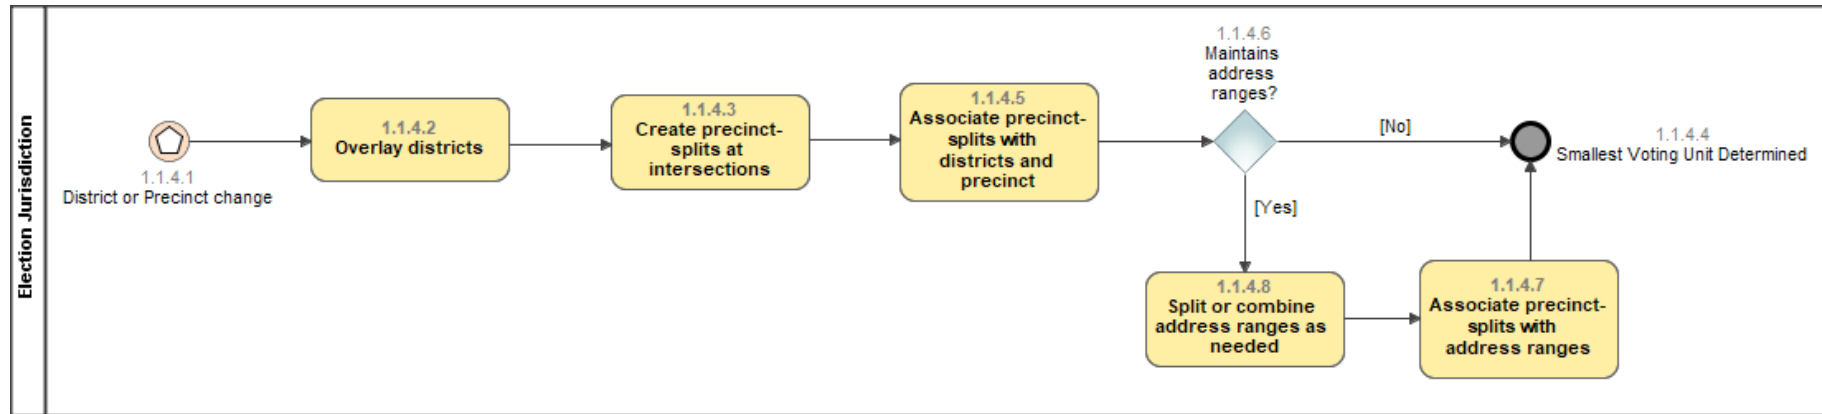 Election Jurisdiction
1.1.4.1
District or Precinct change
1.1.4.2
Overlay districts
1.1.4.3
Create precinct-
splits at
intersections
1.1.4.5
Associate precinct-
splits with
districts and
precinct
1.1.4.6
Maintains
address
ranges?
[No]
[Yes]
1.1.4.4
Smallest Voting Unit Determined
1.1.4.8
Split or combine
address ranges as
needed
1.1.4.7
Associate precinct-
splits with
address ranges